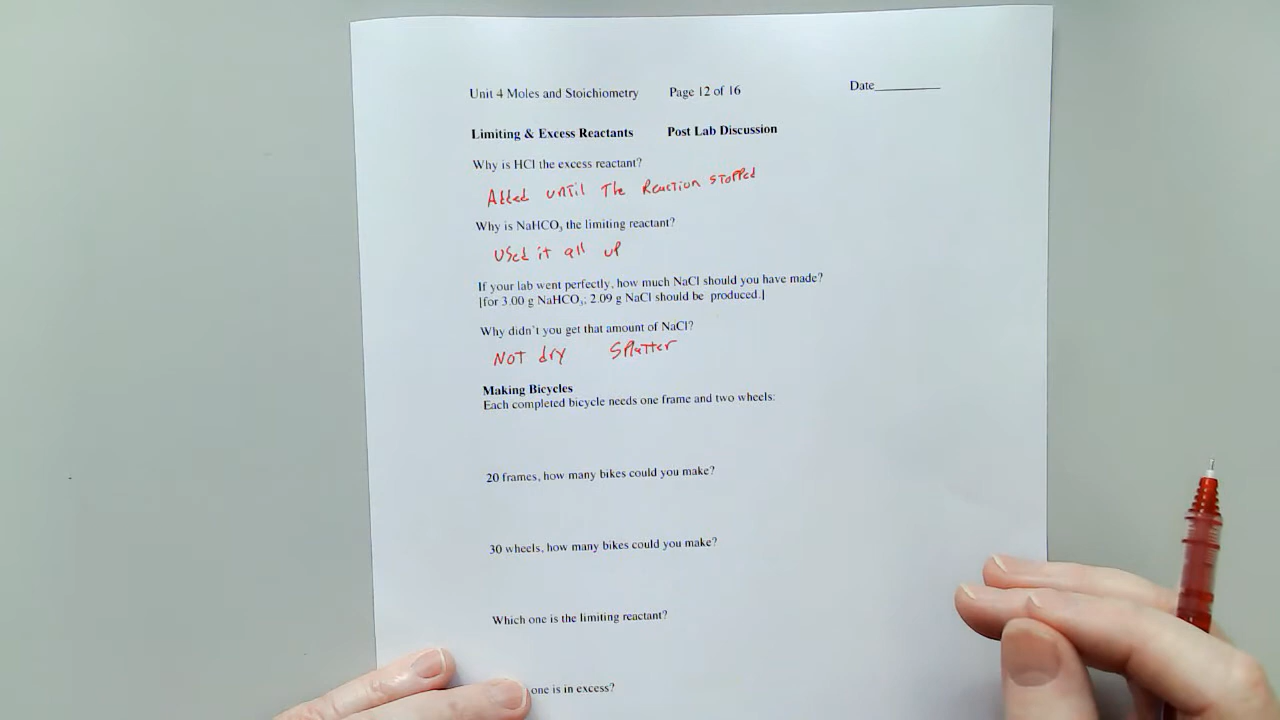 Unit 4 Moles and Stoichiometry Page 12 of 16 Date________
Limiting & Excess Reactants Post Lab Discussion
Why is HCl the excess reactant?
Added until The Reaction stopped
Why is NaHCO₃ the limiting reactant?
Used it all up
If your lab went perfectly, how much NaCl should you have made?
[for 3.00 g NaHCO₃; 2.09 g NaCl should be produced.]
Why didn't you get that amount of NaCl?
Not dry Splatter
Making Bicycles
Each completed bicycle needs one frame and two wheels:
20 frames, how many bikes could you make?
30 wheels, how many bikes could you make?
Which one is the limiting reactant?
one is in excess?